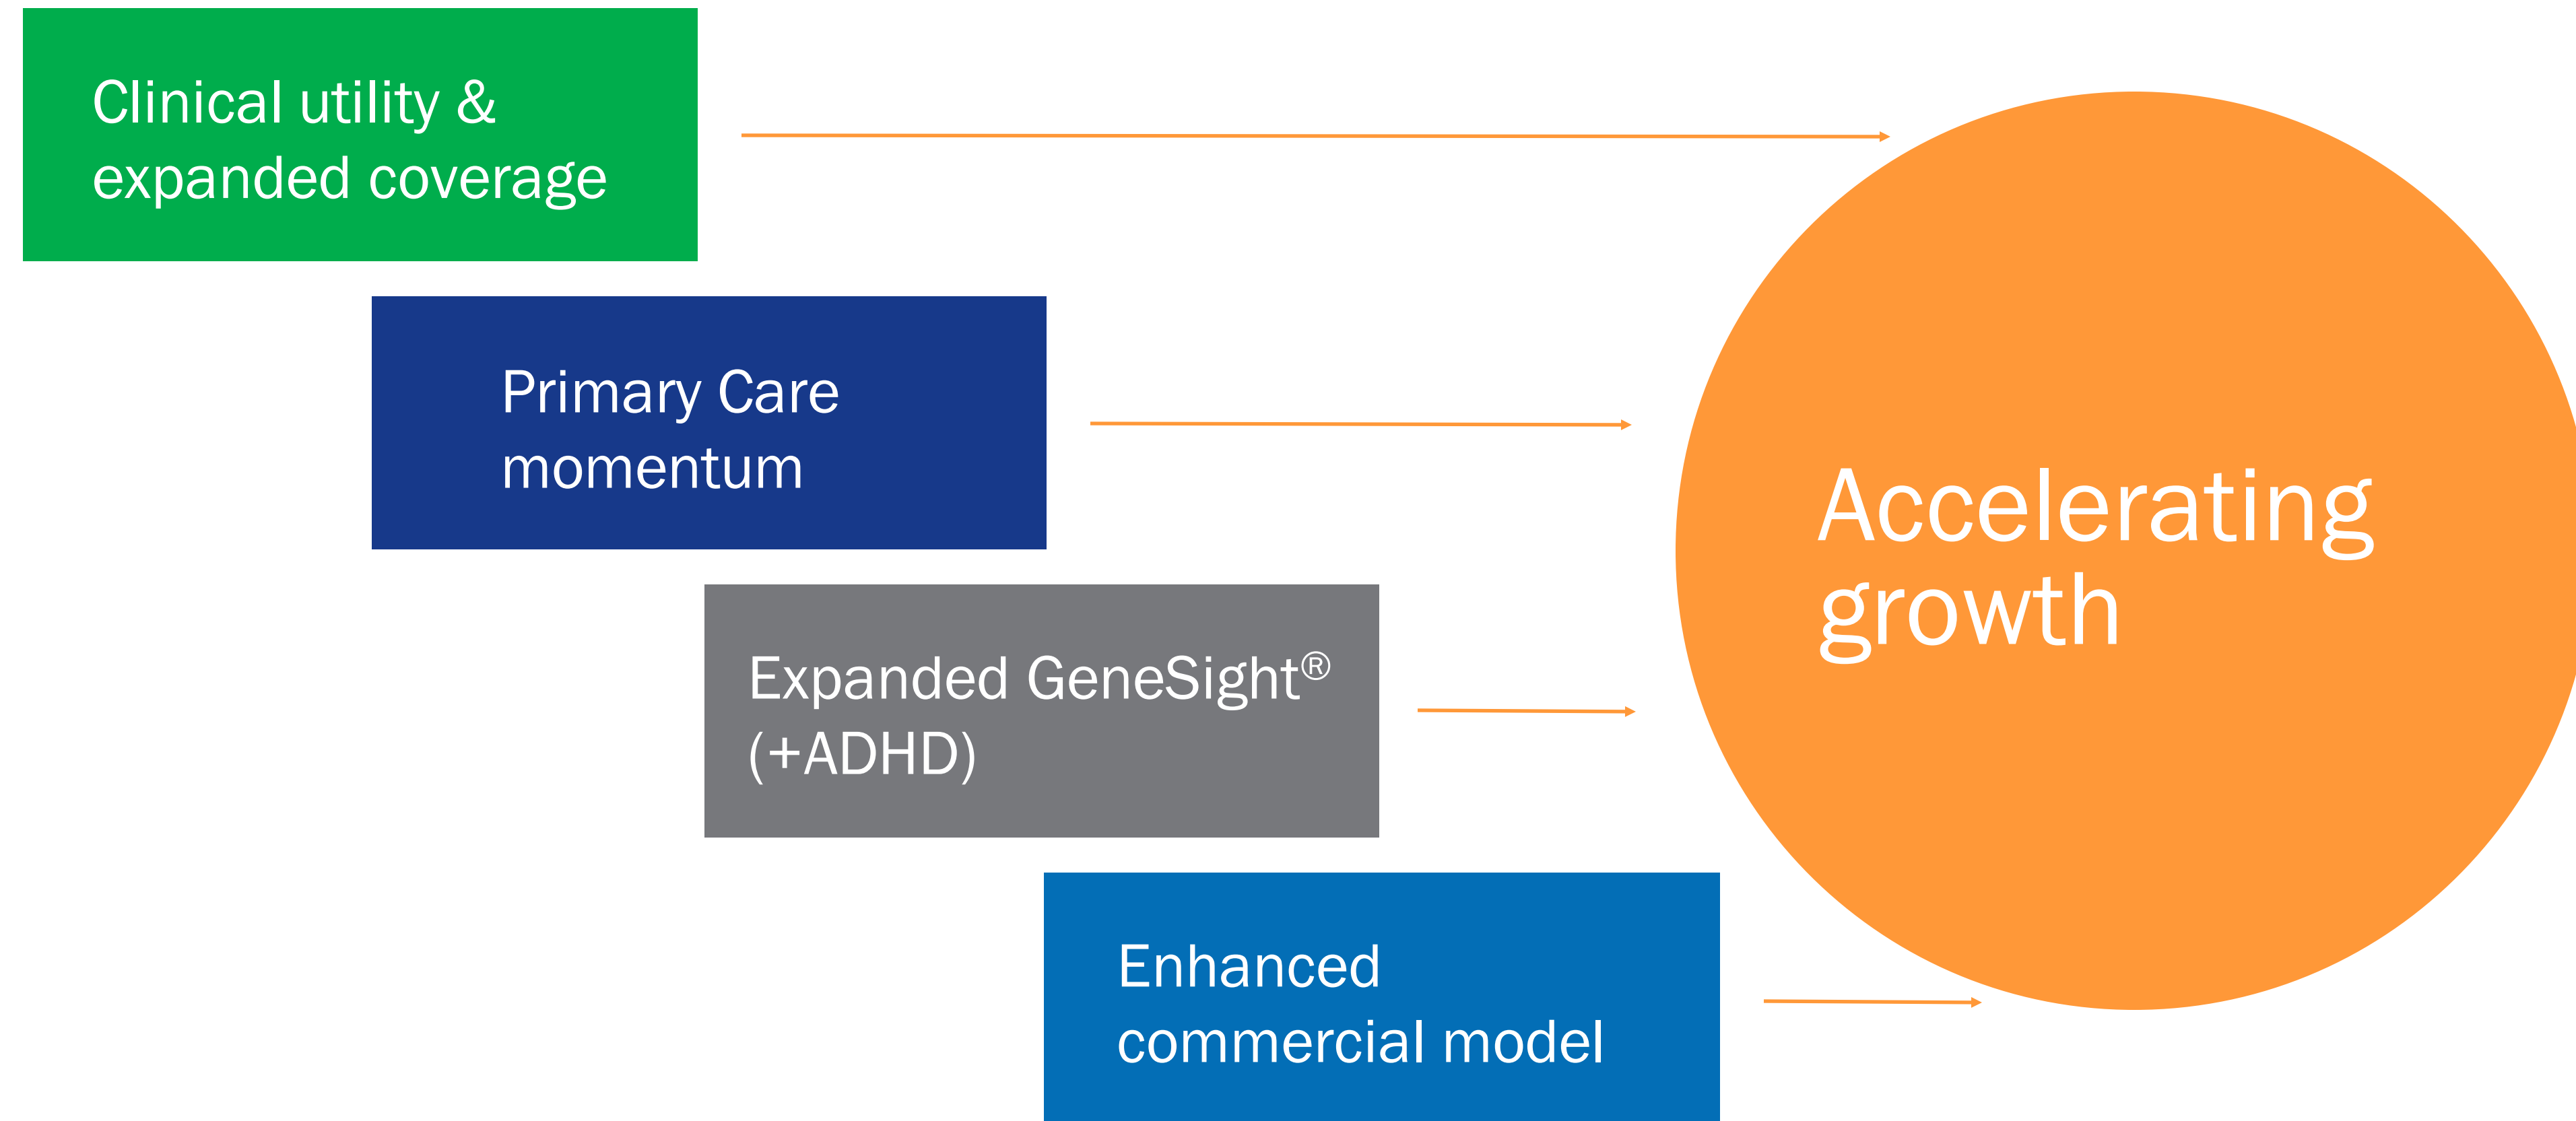 Clinical utility &
expanded coverage
Primary Care
momentum
Expanded GeneSight®
(+ADHD)
Enhanced
commercial model
Accelerating
growth